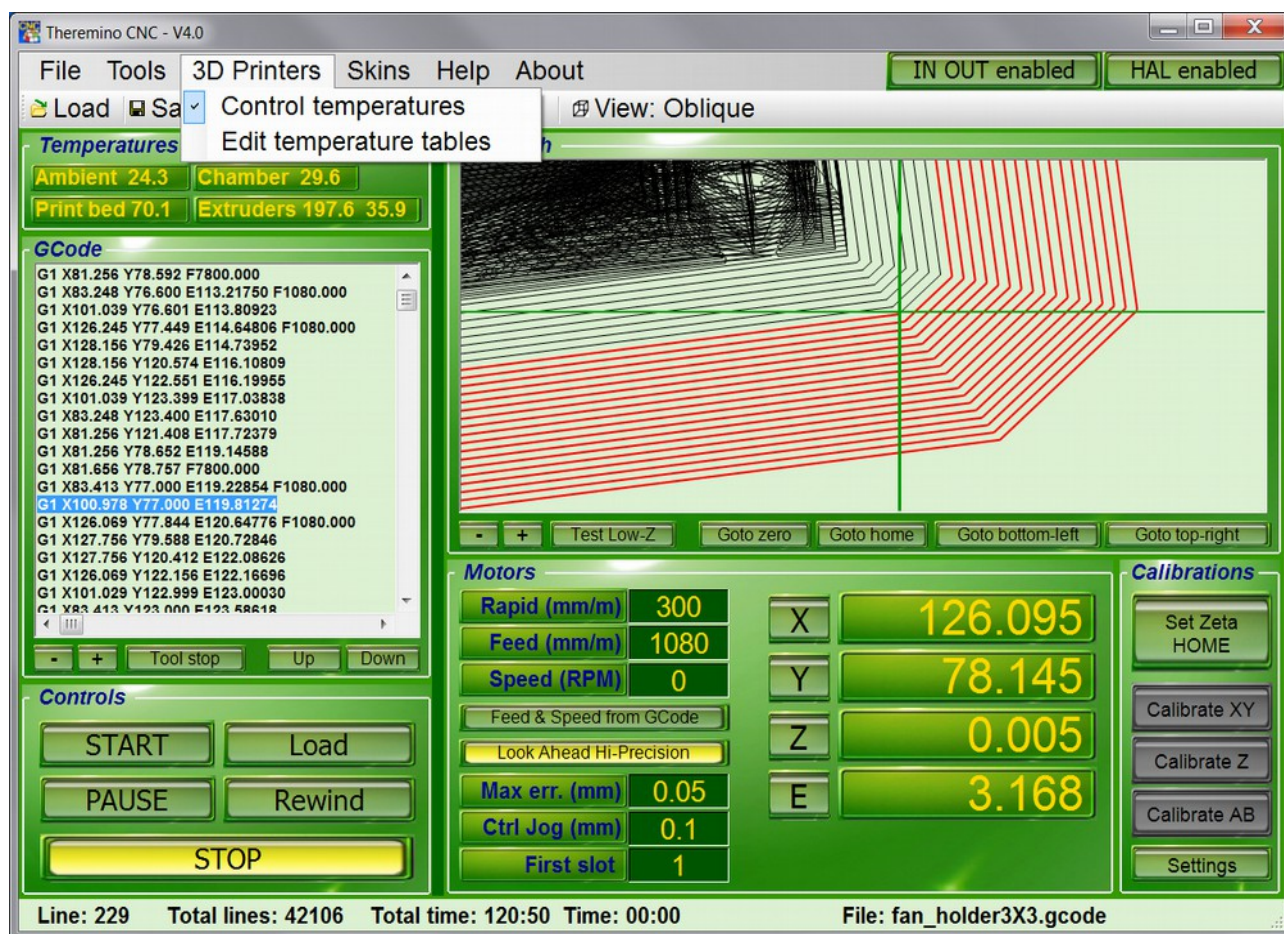 Theremino CNC - V4.0
File Tools 3D Printers Skins Help About IN OUT enabled HAL enabled
Load Sa View: Oblique
Control temperatures
Edit temperature tables
Temperatures
Ambient 24.3 Chamber 29.6
Print bed 70.1 Extruders 197.6 35.9
GCode
G1 X81.256 Y78.592 F7800.000
G1 X83.248 Y76.600 E113.21750 F1080.000
G1 X101.039 Y76.601 E113.80923
G1 X126.245 Y77.449 E114.64806 F1080.000
G1 X128.156 Y79.426 E114.73952
G1 X128.156 Y120.574 E116.10809
G1 X126.245 Y122.551 E116.19955
G1 X101.039 Y123.399 E117.03838
G1 X83.248 Y123.400 E117.63010
G1 X81.256 Y121.408 E117.72379
G1 X81.256 Y78.652 E119.14588
G1 X81.656 Y78.757 F7800.000
G1 X83.413 Y77.000 E119.22854 F1080.000
G1 X100.978 Y77.000 E119.81274
G1 X126.069 Y77.844 E120.64776 F1080.000
G1 X127.756 Y79.588 E120.72846
G1 X127.756 Y120.412 E122.08626
G1 X126.069 Y122.156 E122.16696
G1 X101.029 Y122.999 E123.00030
G1 X83.413 Y123.000 E123.58618
- + Tool stop Up Down
- + Test Low-Z Goto zero Goto home Goto bottom-left Goto top-right
Controls
START Load
PAUSE Rewind
STOP
Motors
Rapid (mm/m) 300
Feed (mm/m) 1080
Speed (RPM) 0
Feed & Speed from GCode
Look Ahead Hi-Precision
Max err. (mm) 0.05
Ctrl Jog (mm) 0.1
First slot 1
X 126.095
Y 78.145
Z 0.005
E 3.168
Calibrations
Set Zeta
HOME
Calibrate XY
Calibrate Z
Calibrate AB
Settings
Line: 229 Total lines: 42106 Total time: 120:50 Time: 00:00 File: fan_holder3X3.gcode